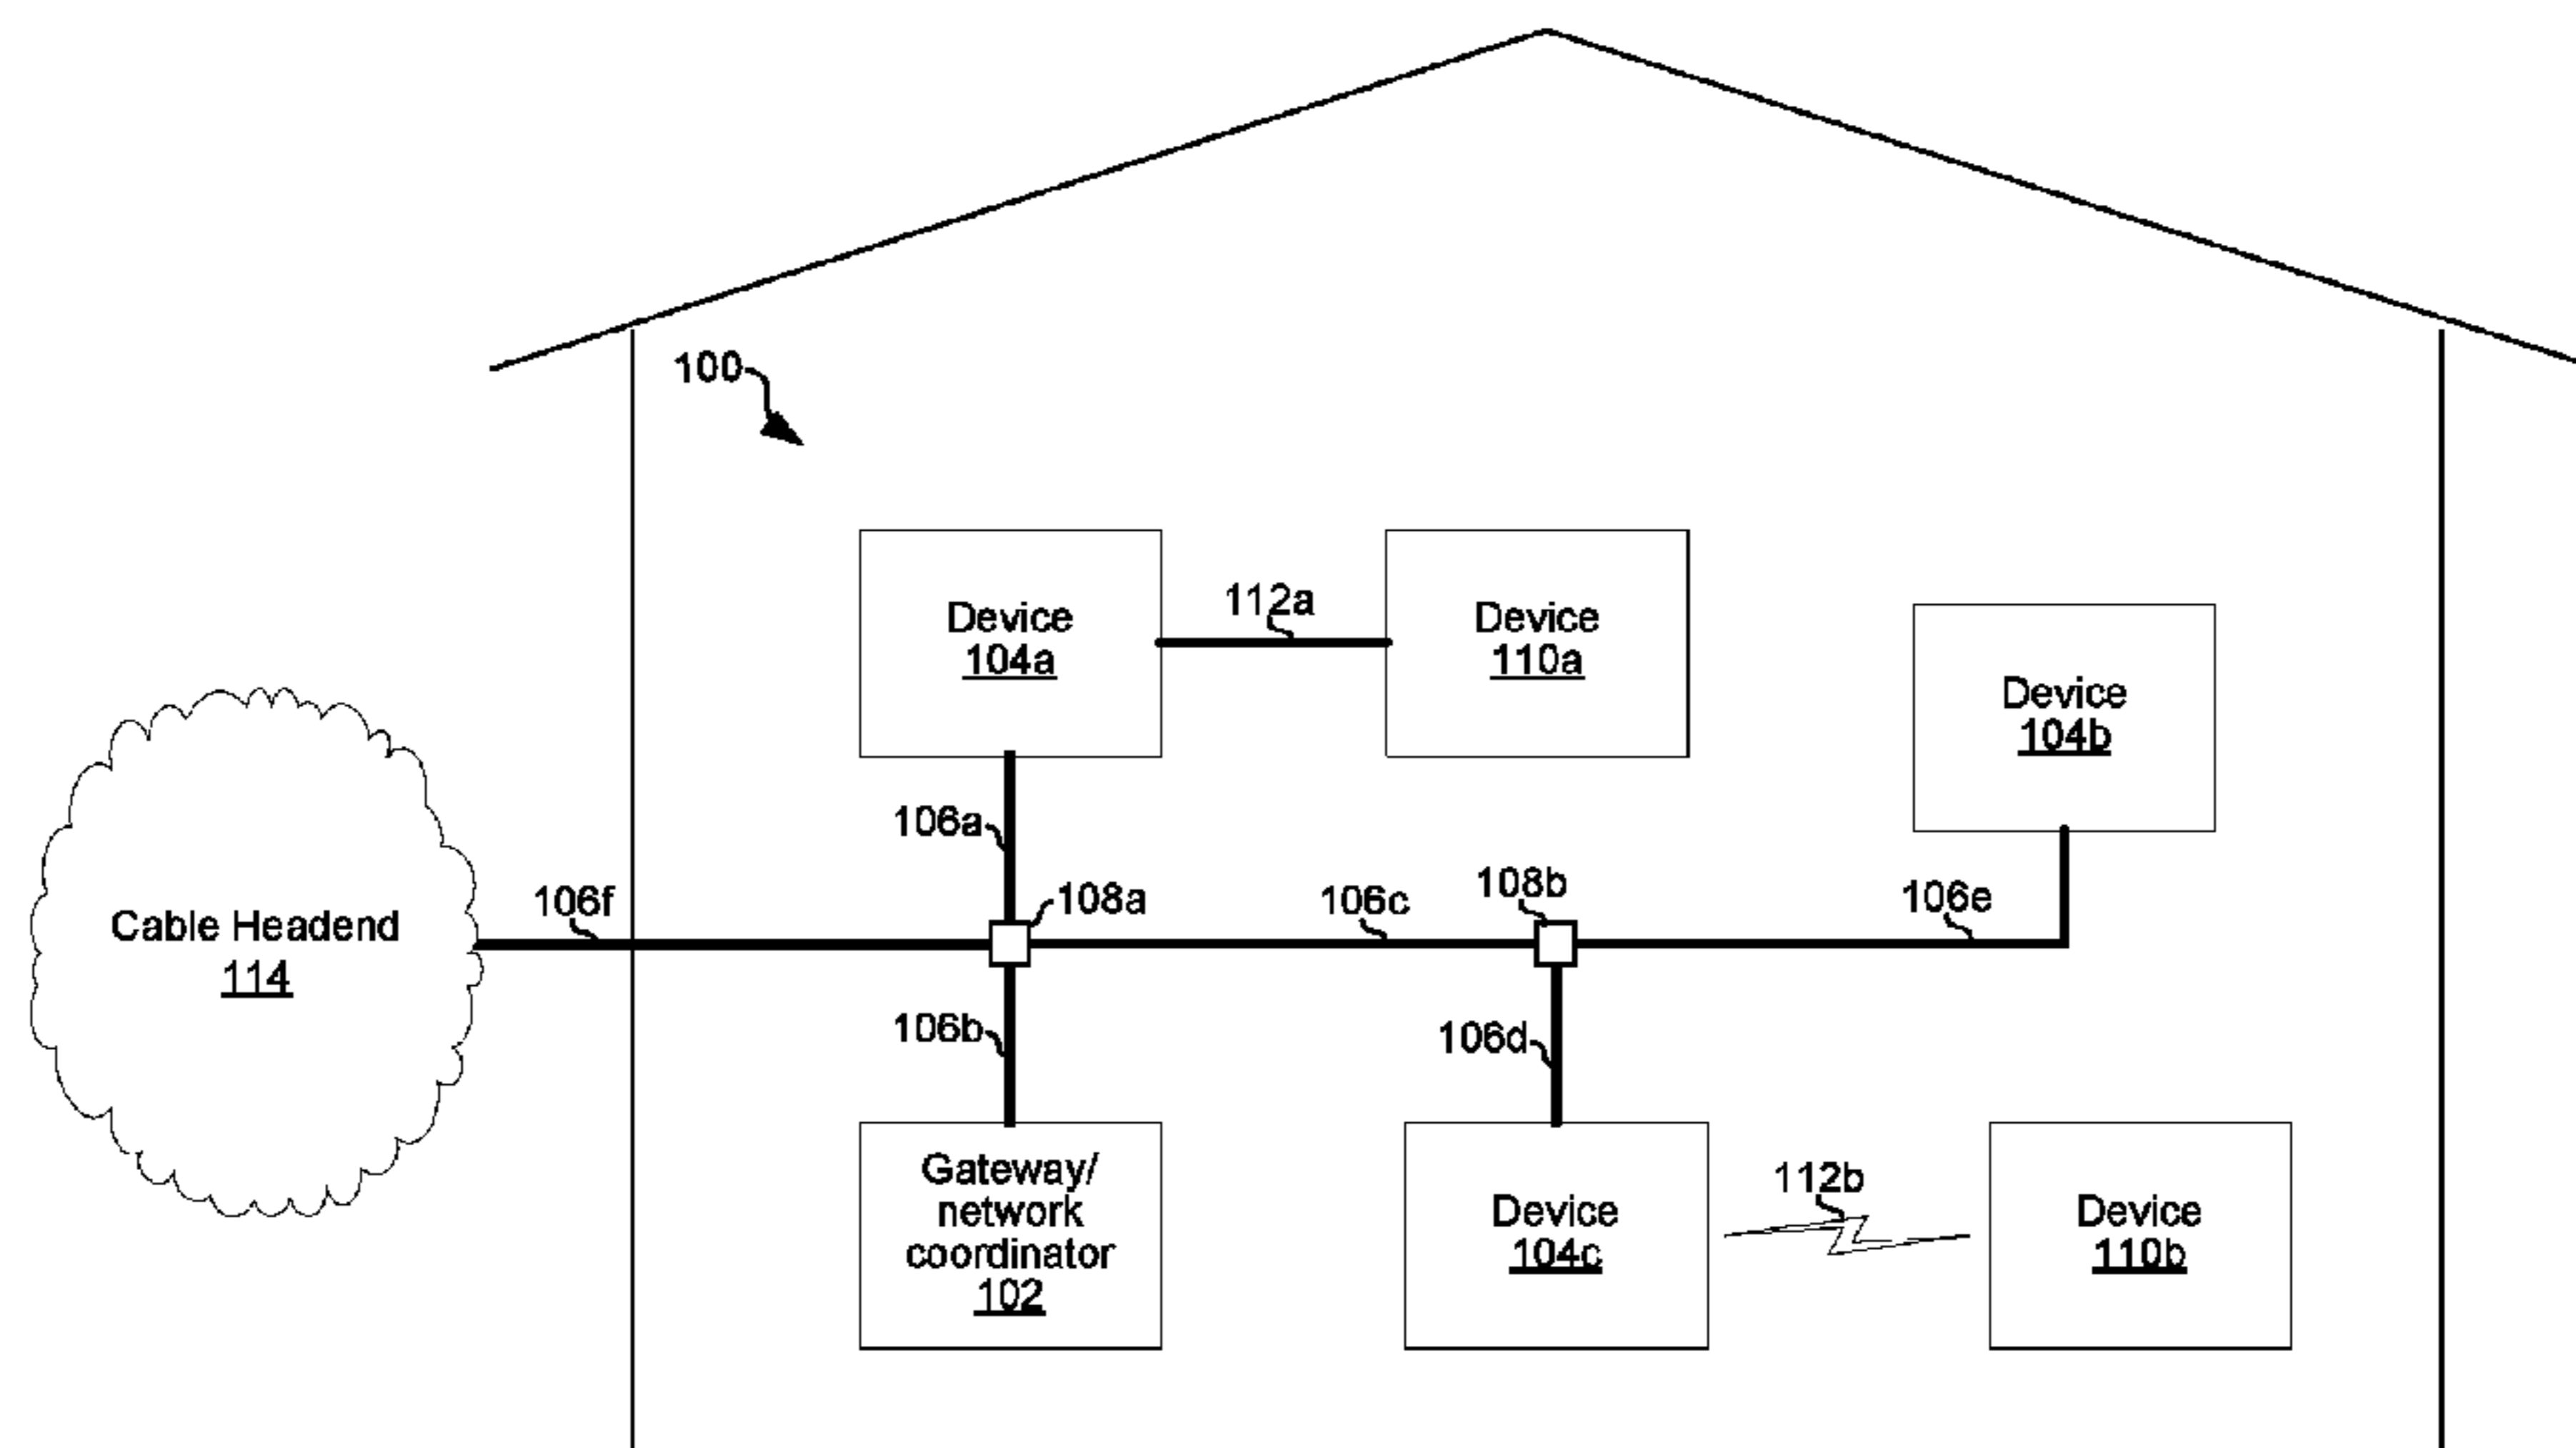 100
112a
Device
104a
Device
110a
Device
104b
106a
106f
108a
106c
108b
106e
Cable Headend
114
106b
106d
Gateway/
network
coordinator
102
Device
104c
112b
Device
110b